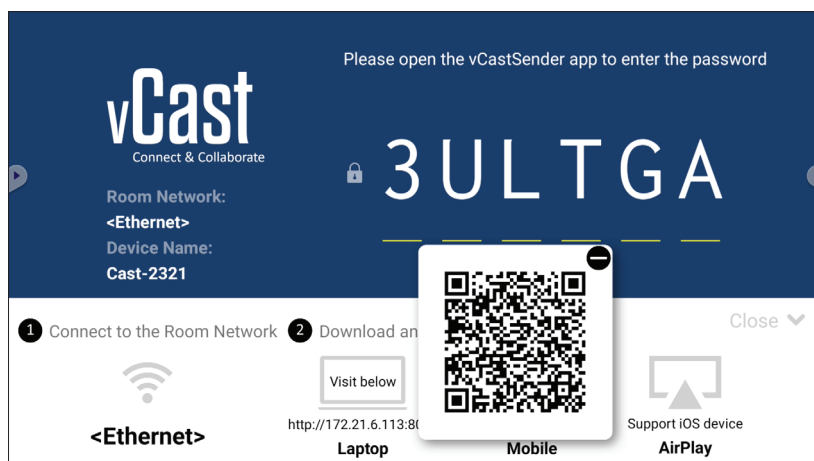 Please open the vCastSender app to enter the password
vCast
Connect & Collaborate
3ULTGA
Room Network:
<Ethernet>
Device Name:
Cast-2321
Close
1 Connect to the Room Network
2 Download an
Visit below
http://172.21.6.113:80
Support iOS device
<Ethernet>
Laptop
Mobile
AirPlay